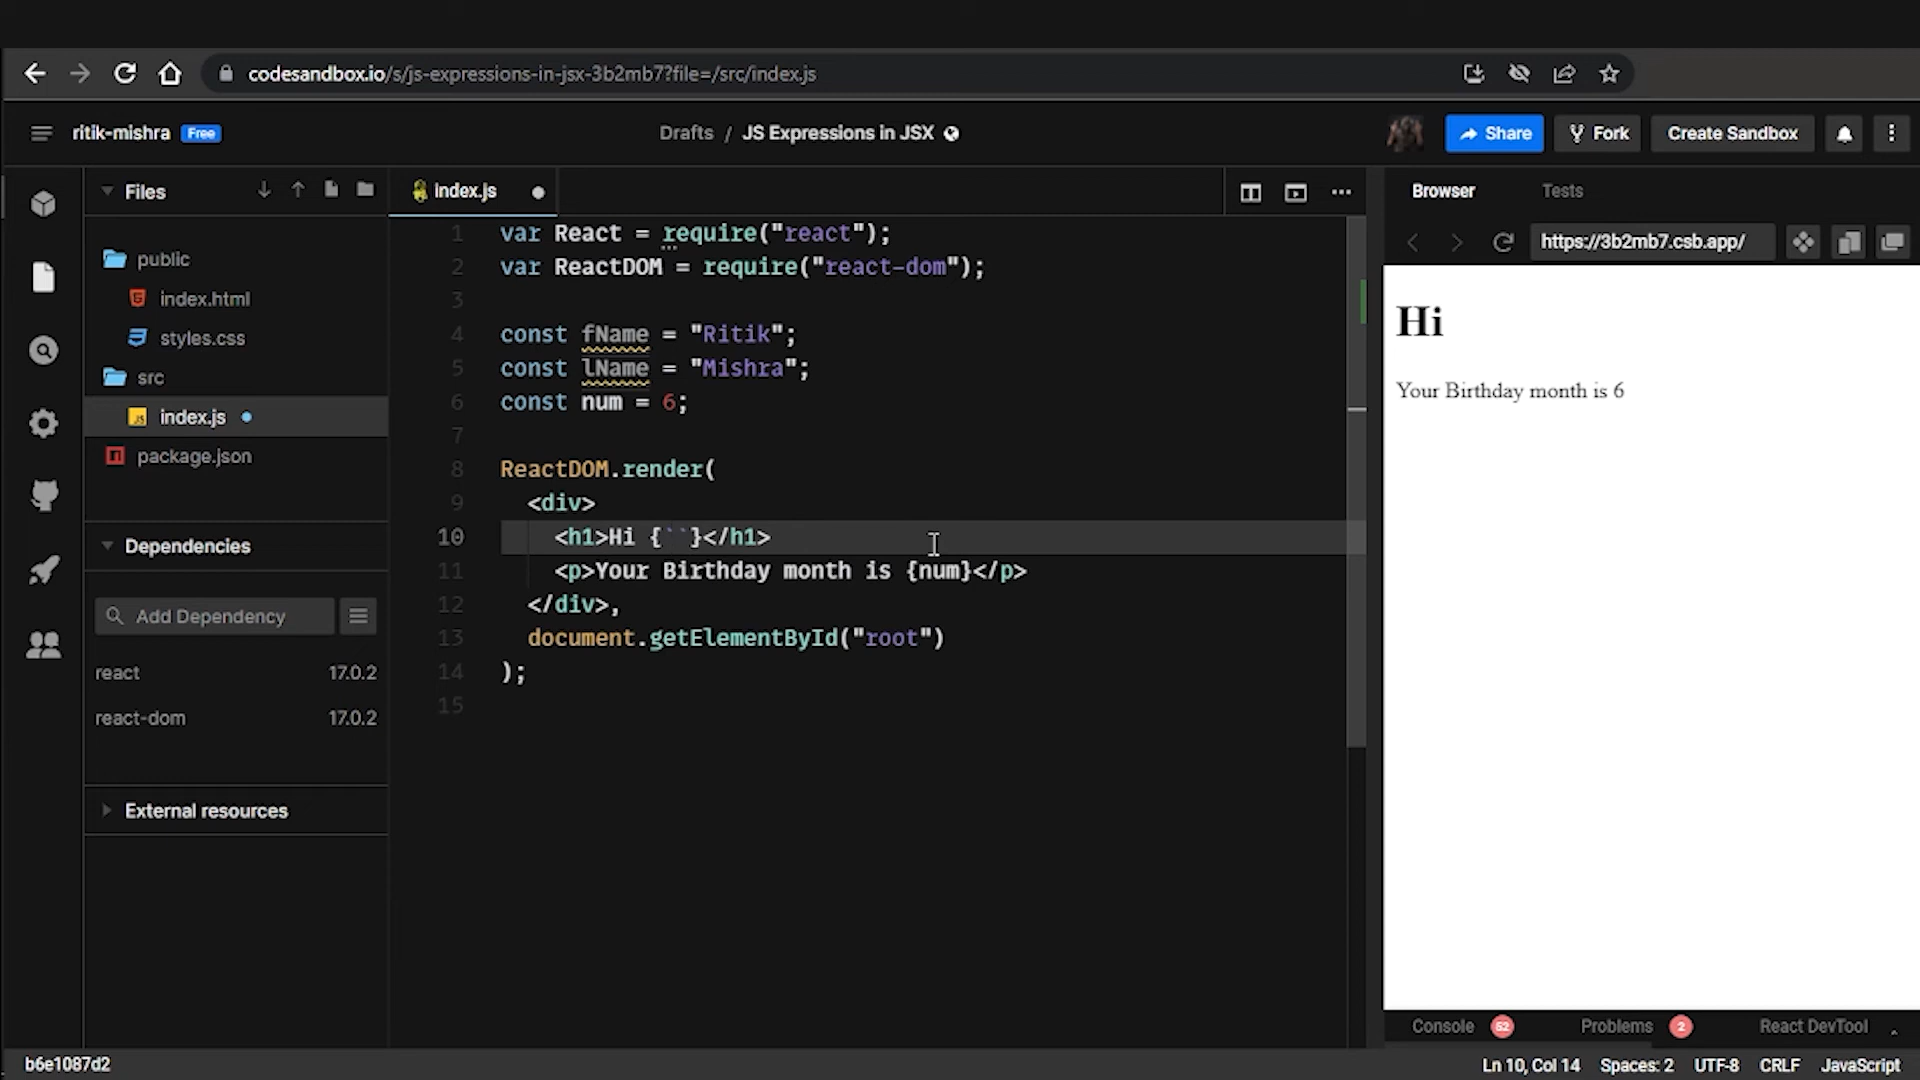 codesandbox.io/s/js-expressions-in-jsx-3b2mb7?file=/src/index.js
ritik-mishra Free
Drafts / JS Expressions in JSX
Share
Fork
Create Sandbox
Files
public
index.html
styles.css
src
index.js
package.json
Dependencies
Add Dependency
react 17.0.2
react-dom 17.0.2
External resources
index.js
1 var React = require("react");
2 var ReactDOM = require("react-dom");
3
4 const fName = "Ritik";
5 const lName = "Mishra";
6 const num = 6;
7
8 ReactDOM.render(
9 <div>
10 <h1>Hi {``}</h1>
11 <p>Your Birthday month is {num}</p>
12 </div>,
13 document.getElementById("root")
14 );
15
Browser Tests
https://3b2mb7.csb.app/
Hi
Your Birthday month is 6
Console 62 Problems 2 React DevTool
b6e1087d2
Ln 10, Col 14 Spaces: 2 UTF-8 CRLF JavaScript